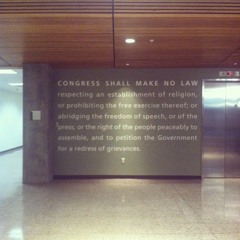 CONGRESS SHALL MAKE NO LAW
respecting an establishment of religion,
or prohibiting the free exercise thereof; or
abridging the freedom of speech, or of the
press; or the right of the people peaceably to
assemble, and to petition the Government
for a redress of grievances.